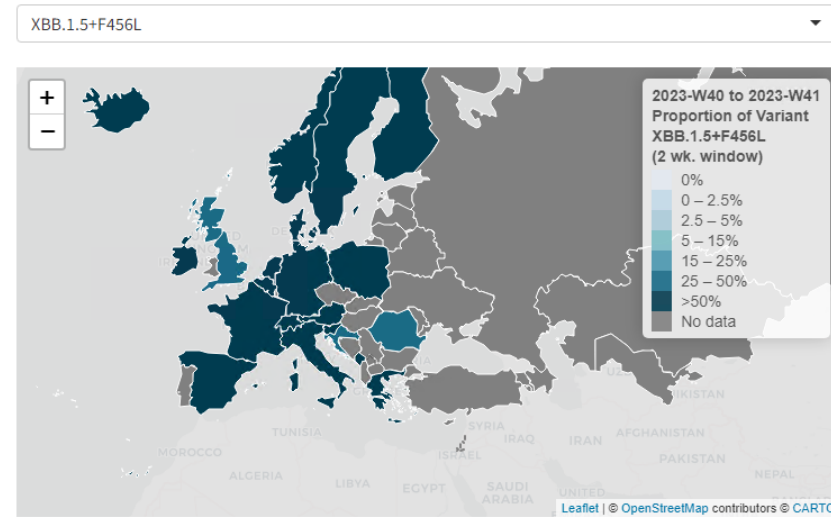 XBB.1.5+F456L
+
−
2023-W40 to 2023-W41
Proportion of Variant
XBB.1.5+F456L
(2 wk. window)
0%
0 – 2.5%
2.5 – 5%
5 – 15%
15 – 25%
25 – 50%
>50%
No data
TUNISIA
MOROCCO
SYRIA
IRAQ
IRAN
AFGHANISTAN
ISRAEL
PAKISTAN
ALGERIA
LIBYA
EGYPT
SAUDI
ARABIA
UNITED
NEPAL
Leaflet | © OpenStreetMap contributors © CARTO